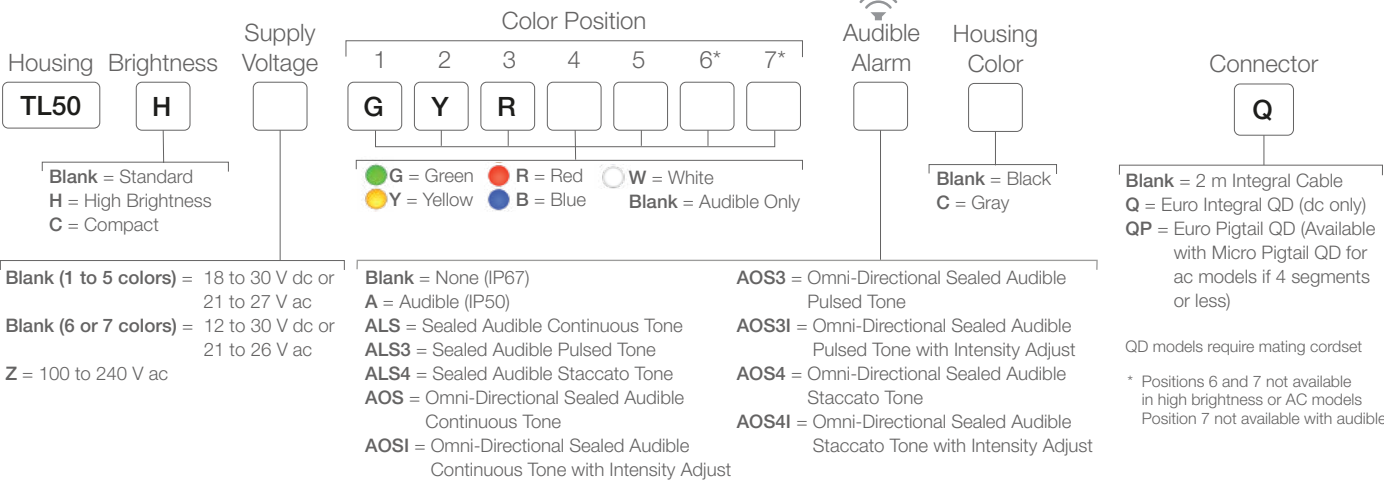 Color Position
Supply Voltage
Audible Alarm
Housing Color
Housing Brightness
1 2 3 4 5 6* 7*
Connector
TL50 H G Y R Q
Blank = Standard
H = High Brightness
C = Compact
G = Green R = Red W = White
Y = Yellow B = Blue Blank = Audible Only
Blank = Black
C = Gray
Blank = 2 m Integral Cable
Q = Euro Integral QD (dc only)
QP = Euro Pigtail QD (Available
with Micro Pigtail QD for
ac models if 4 segments
or less)
Blank (1 to 5 colors) = 18 to 30 V dc or
21 to 27 V ac
Blank (6 or 7 colors) = 12 to 30 V dc or
21 to 26 V ac
Z = 100 to 240 V ac
Blank = None (IP67)
A = Audible (IP50)
ALS = Sealed Audible Continuous Tone
ALS3 = Sealed Audible Pulsed Tone
ALS4 = Sealed Audible Staccato Tone
AOS = Omni-Directional Sealed Audible
Continuous Tone
AOSI = Omni-Directional Sealed Audible
Continuous Tone with Intensity Adjust
AOS3 = Omni-Directional Sealed Audible
Pulsed Tone
AOS3I = Omni-Directional Sealed Audible
Pulsed Tone with Intensity Adjust
AOS4 = Omni-Directional Sealed Audible
Staccato Tone
AOS4I = Omni-Directional Sealed Audible
Staccato Tone with Intensity Adjust
QD models require mating cordset
* Positions 6 and 7 not available
in high brightness or AC models
Position 7 not available with audible